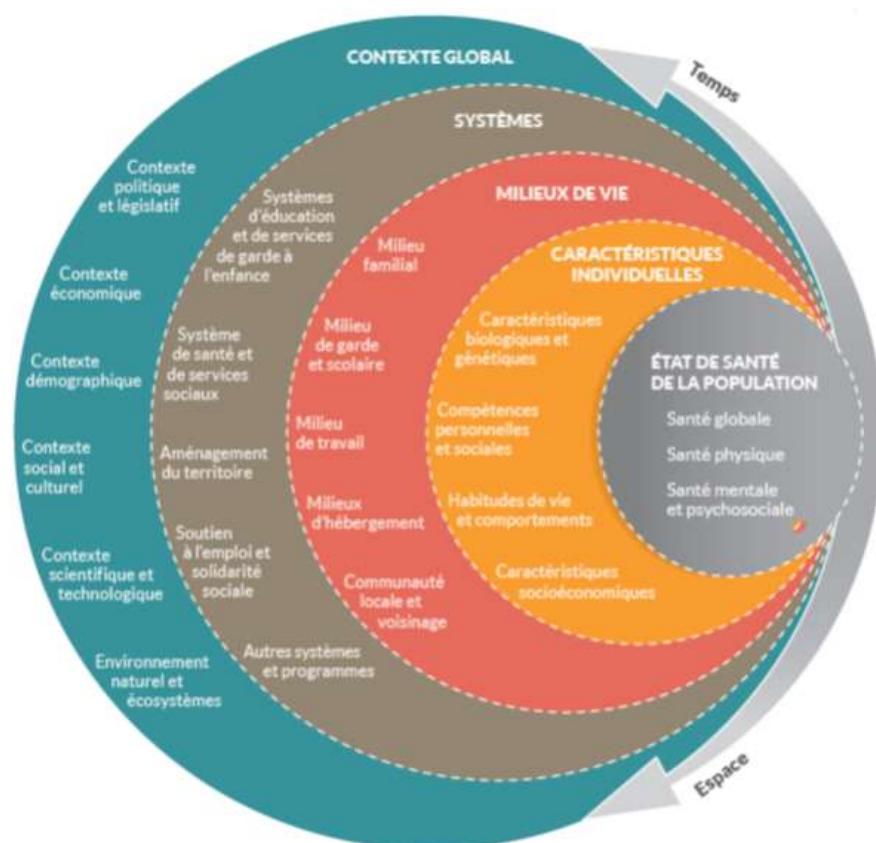 Temps
CONTEXTE GLOBAL
Contexte
politique
et législatif
Contexte
économique
Contexte
démographique
Contexte
social et
culturel
Contexte
scientifique et
technologique
Environnement
naturel et
écosystèmes
SYSTÈMES
Systèmes
d'éducation
et de services
de garde à
l'enfance
Système
de santé et
de services
sociaux
Aménagement
du territoire
Soutien
à l'emploi et
solidarité
sociale
Autres systèmes
et programmes
MILIEUX DE VIE
Milieu
familial
Milieu
de garde
et scolaire
Milieu
de travail
Milieux
d'hébergement
Communauté
locale et
voisinage
CARACTÉRISTIQUES
INDIVIDUELLES
Caractéristiques
biologiques et
génétiques
Compétences
personnelles
et sociales
Habitudes de vie
et comportements
Caractéristiques
socioéconomiques
ÉTAT DE SANTÉ
DE LA POPULATION
Santé globale
Santé physique
Santé mentale
et psychosociale
Espace